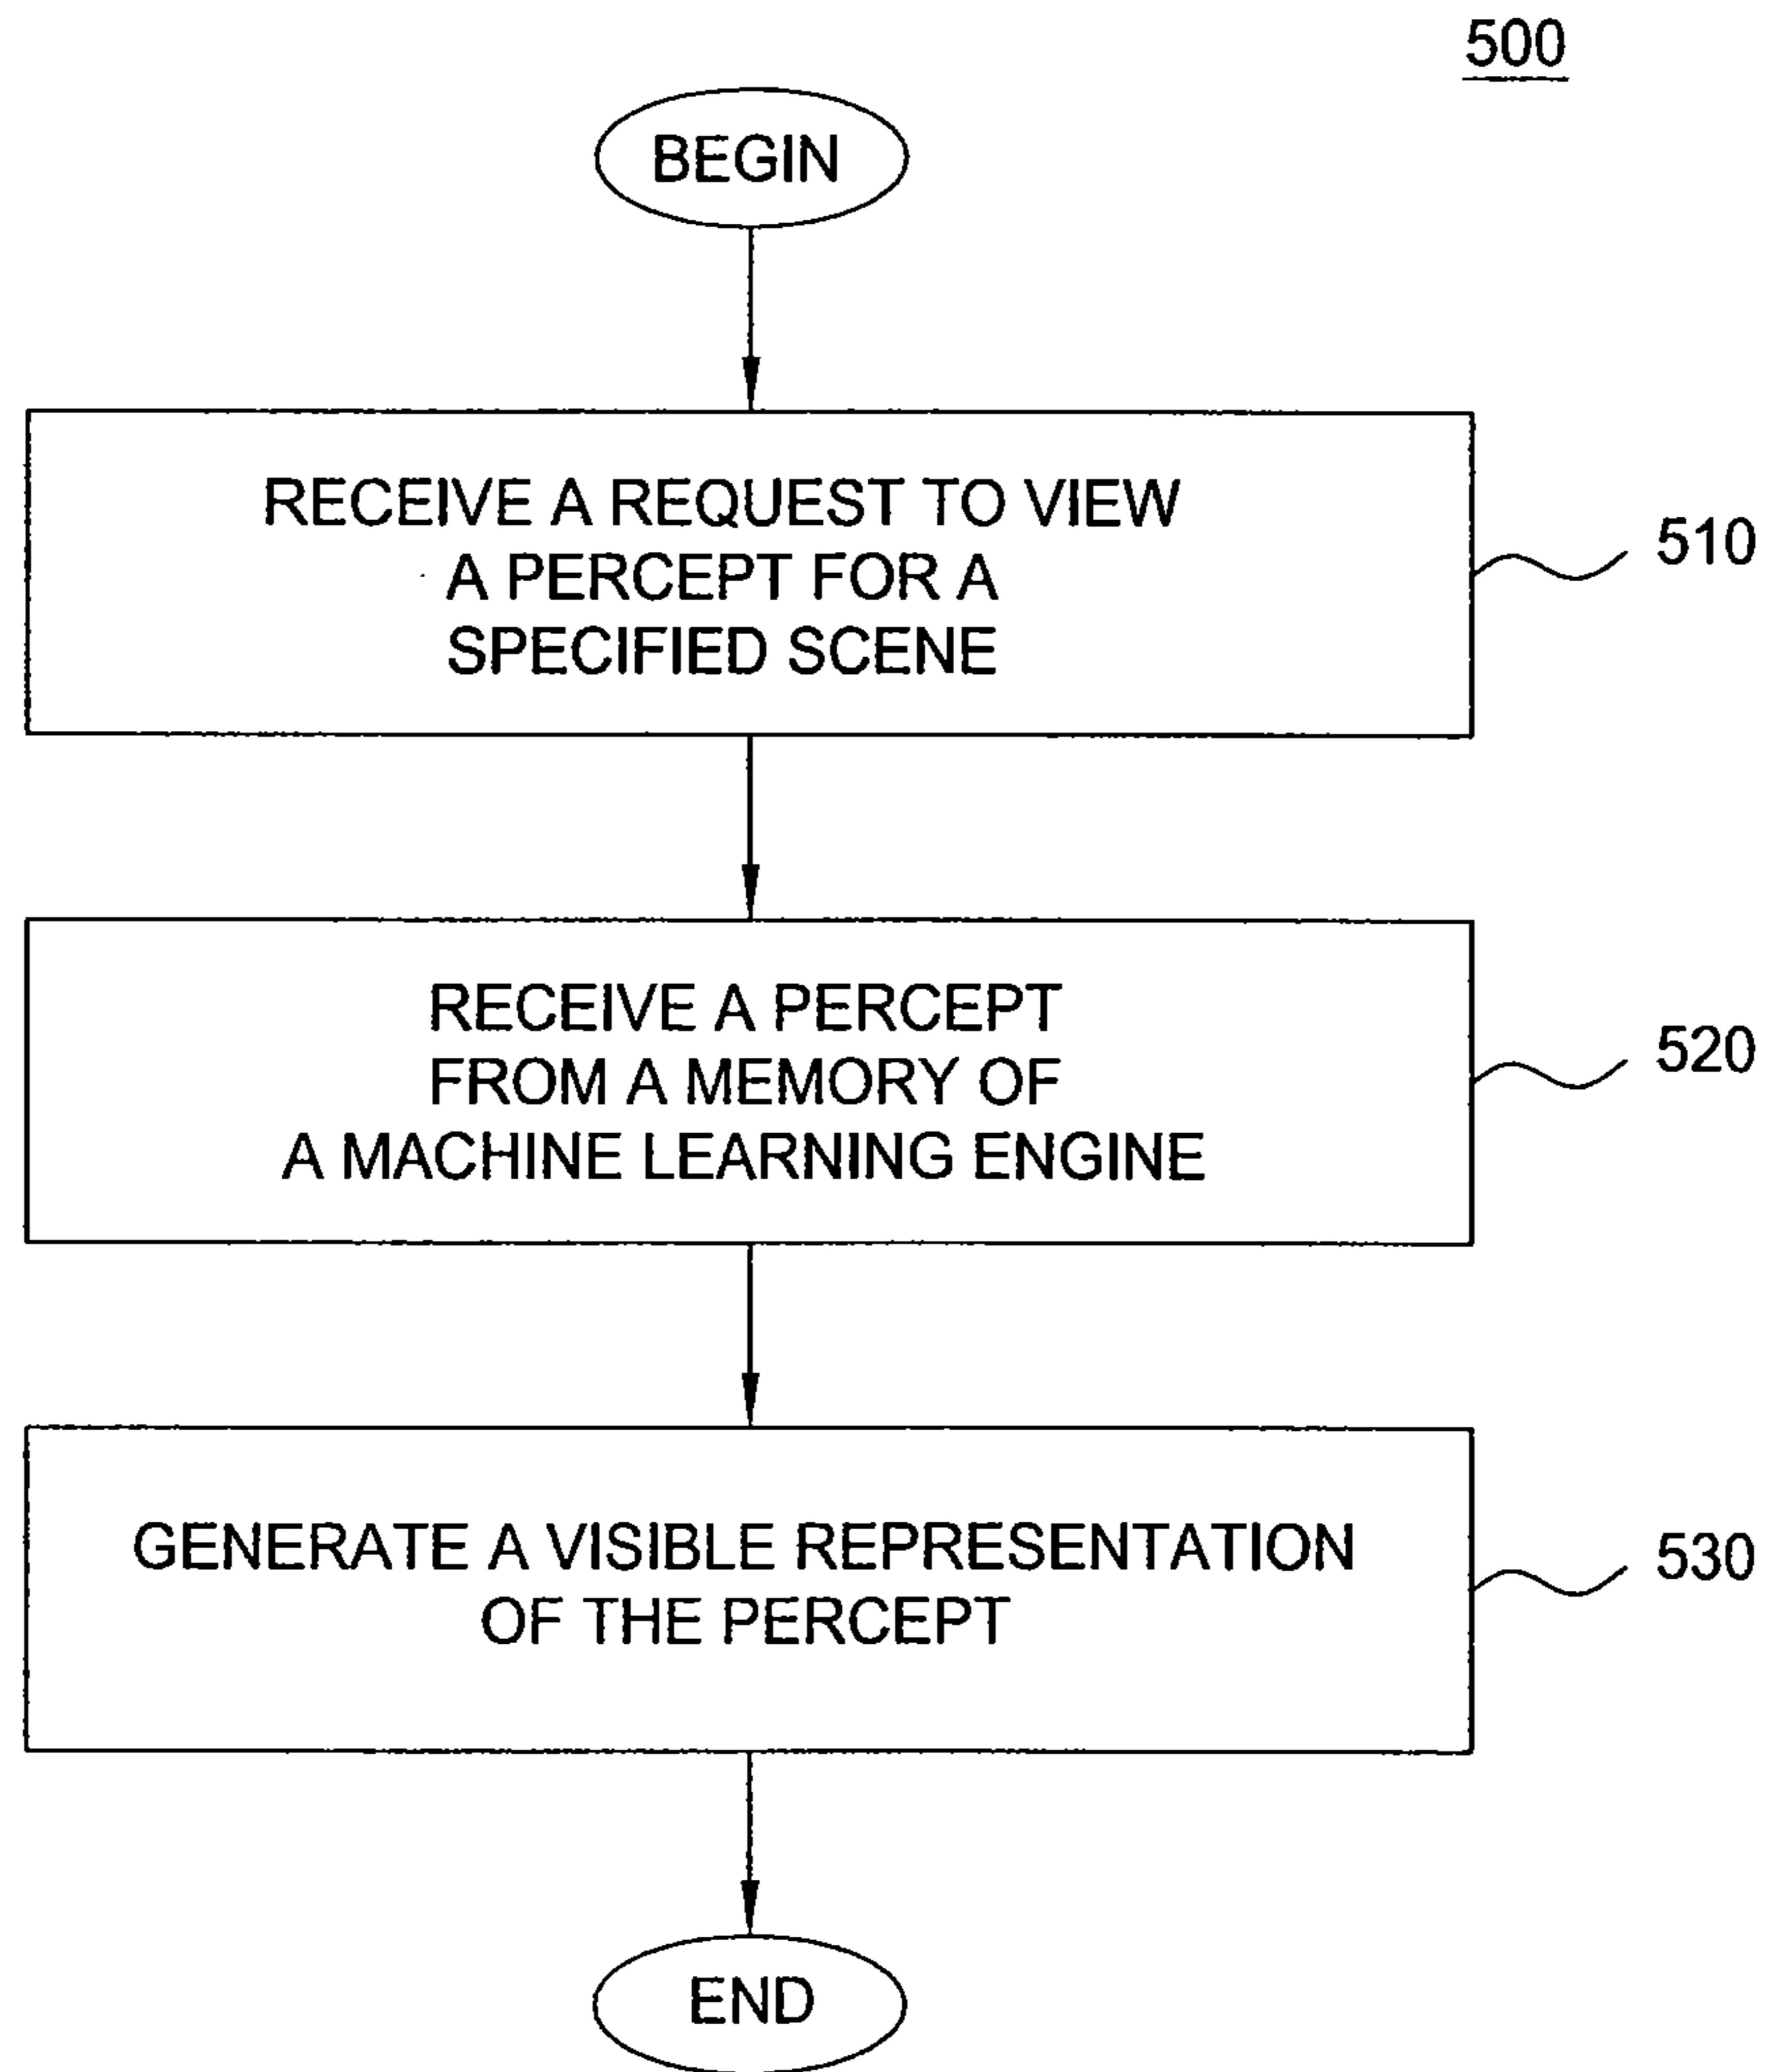 500
BEGIN
RECEIVE A REQUEST TO VIEW
A PERCEPT FOR A
SPECIFIED SCENE
510
RECEIVE A PERCEPT
FROM A MEMORY OF
A MACHINE LEARNING ENGINE
520
GENERATE A VISIBLE REPRESENTATION
OF THE PERCEPT
530
END